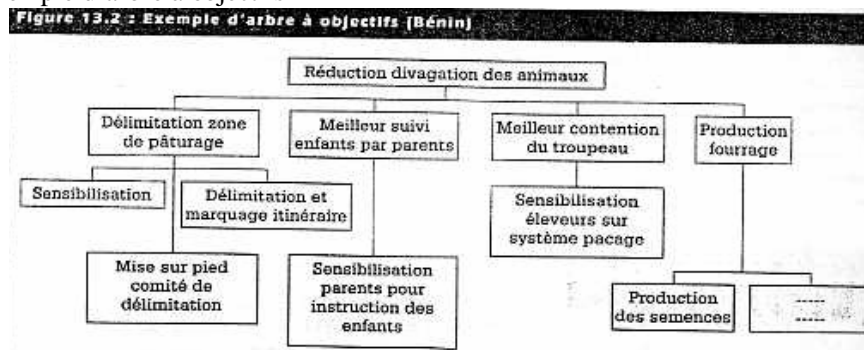 Figure 13.2 : Exemple d'arbre à objectifs (Bénin)
Réduction divagation des animaux
Délimitation zone
de pâturage
Meilleur suivi
enfants par parents
Meilleur contention
du troupeau
Production
fourrage
Sensibilisation
Délimitation et
marquage itinéraire
Sensibilisation
éleveurs sur
système pacage
Mise sur pied
comité de
délimitation
Sensibilisation
parents pour
instruction des
enfants
Production
des semences
-----
-----